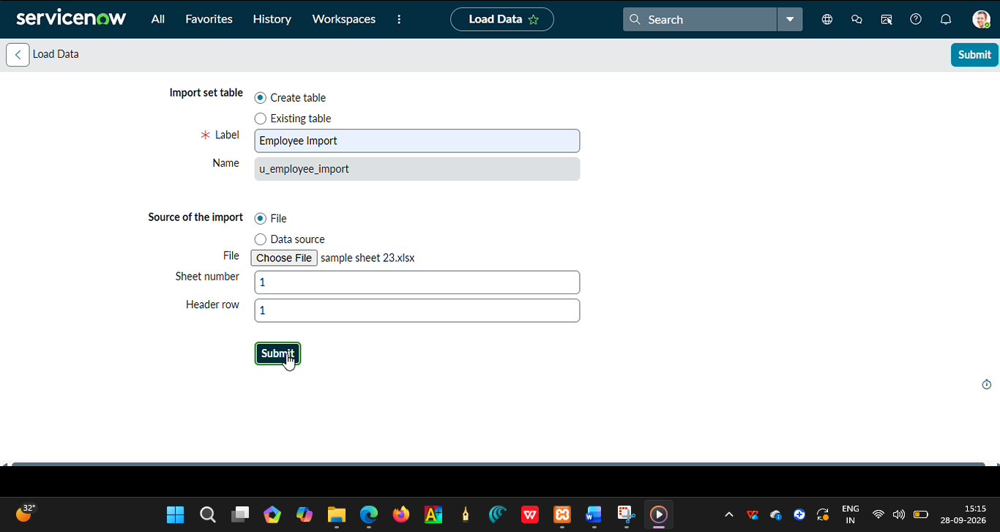 servicenow All Favorites History Workspaces Load Data Search
Load Data Submit
Import set table Create table
Existing table
* Label Employee Import
Name u_employee_import
Source of the import File
Data source
File Choose File sample sheet 23.xlsx
Sheet number 1
Header row 1
Submit
32° ENG 15:15
IN 28-09-2026